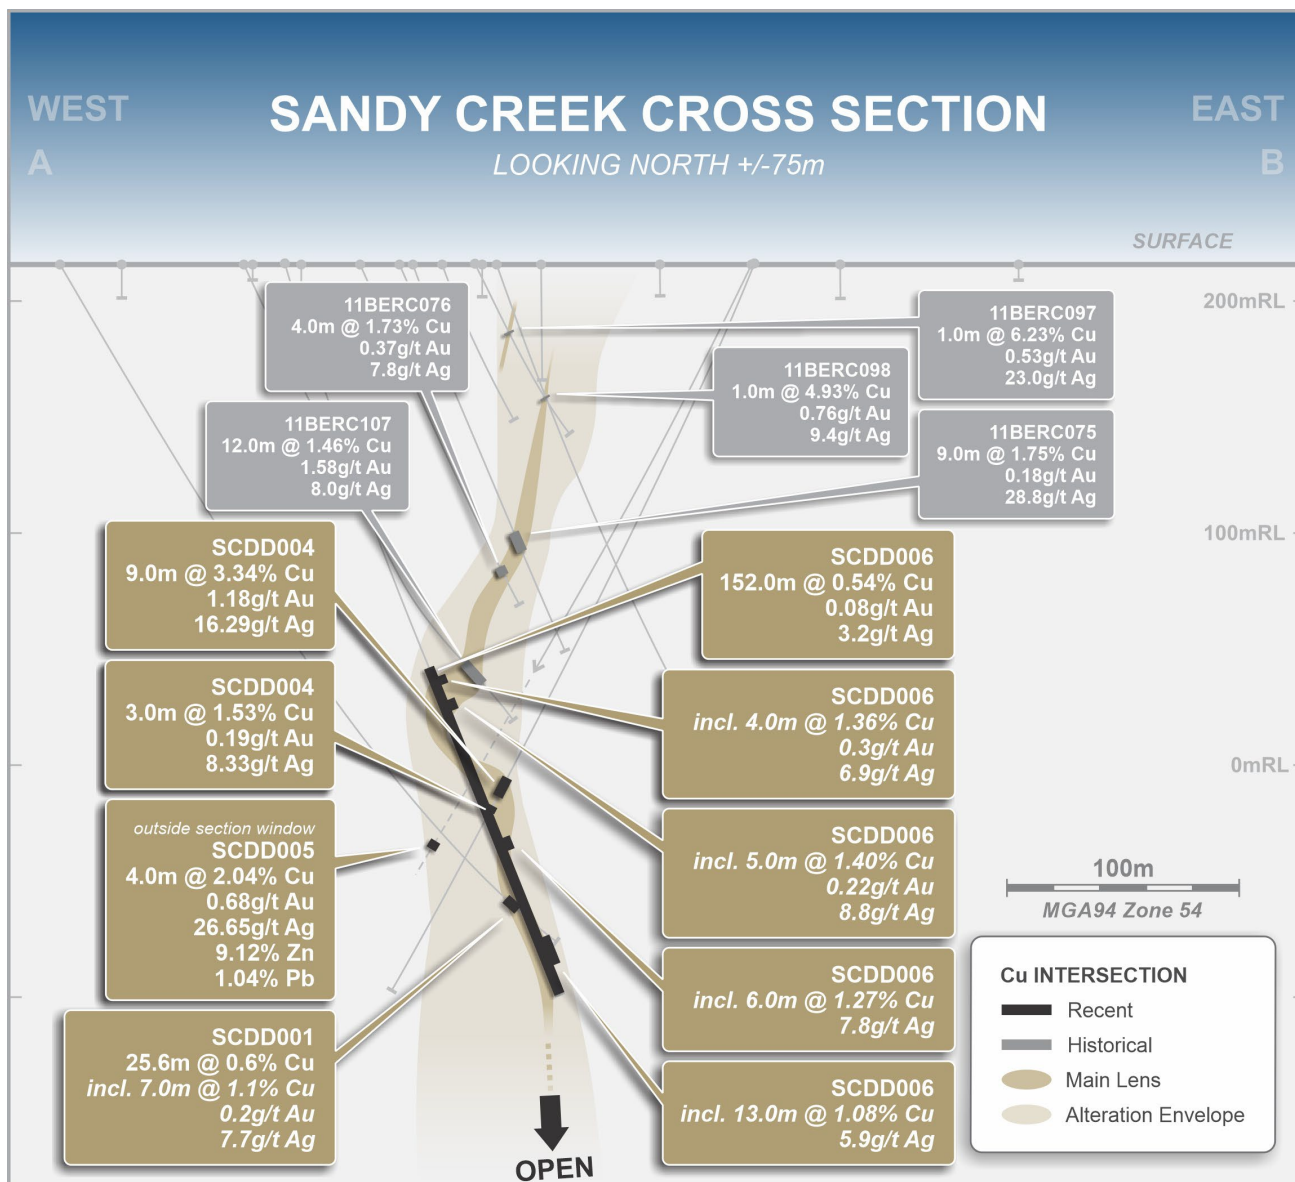 WEST
SANDY CREEK CROSS SECTION
EAST
A
LOOKING NORTH +/-75m
B
SURFACE
200mRL
100mRL
0mRL
11BERC076
4.0m @ 1.73% Cu
0.37g/t Au
7.8g/t Ag
11BERC097
1.0m @ 6.23% Cu
0.53g/t Au
23.0g/t Ag
11BERC098
1.0m @ 4.93% Cu
0.76g/t Au
9.4g/t Ag
11BERC107
12.0m @ 1.46% Cu
1.58g/t Au
8.0g/t Ag
11BERC075
9.0m @ 1.75% Cu
0.18g/t Au
28.8g/t Ag
SCDD004
9.0m @ 3.34% Cu
1.18g/t Au
16.29g/t Ag
SCDD004
3.0m @ 1.53% Cu
0.19g/t Au
8.33g/t Ag
outside section window
SCDD005
4.0m @ 2.04% Cu
0.68g/t Au
26.65g/t Ag
9.12% Zn
1.04% Pb
SCDD001
25.6m @ 0.6% Cu
incl. 7.0m @ 1.1% Cu
0.2g/t Au
7.7g/t Ag
SCDD006
152.0m @ 0.54% Cu
0.08g/t Au
3.2g/t Ag
SCDD006
incl. 4.0m @ 1.36% Cu
0.3g/t Au
6.9g/t Ag
SCDD006
incl. 5.0m @ 1.40% Cu
0.22g/t Au
8.8g/t Ag
SCDD006
incl. 6.0m @ 1.27% Cu
7.8g/t Ag
SCDD006
incl. 13.0m @ 1.08% Cu
5.9g/t Ag
OPEN
100m
MGA94 Zone 54
Cu INTERSECTION
Recent
Historical
Main Lens
Alteration Envelope